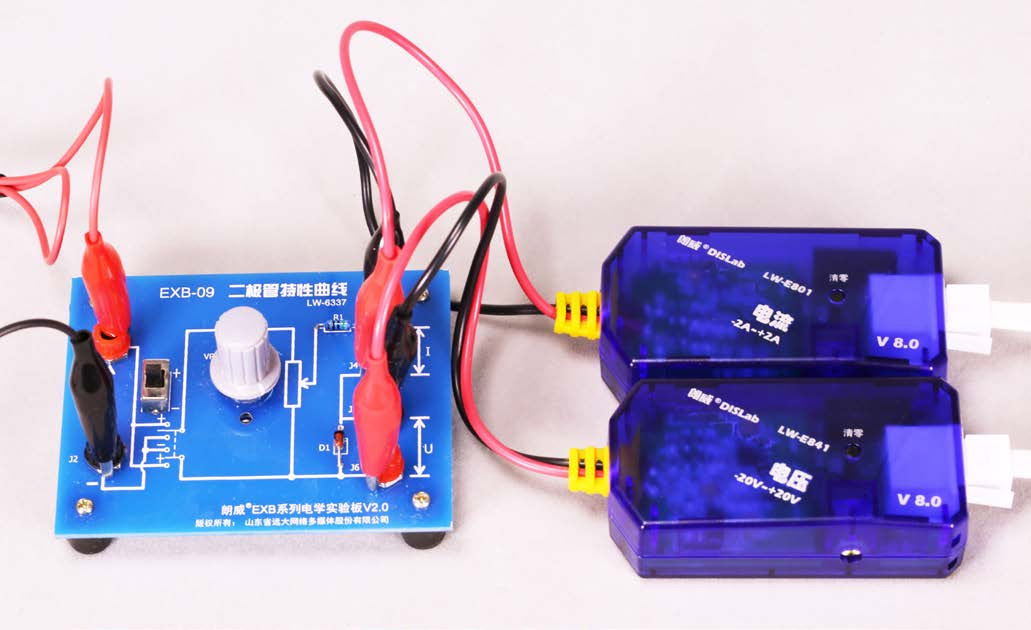 EXB-09 二极管特性曲线
LW-6337
R1
I
J4
D1
U
J6
J2
+
−
+
−
+
−
朗威®EXB系列电学实验板V2.0
版权所有: 山东省远大网络多媒体股份有限公司
朗威®DISLab
LW-E801
清零
电流
-2A~+2A
V 8.0
朗威®DISLab
LW-E841
清零
电压
-20V~+20V
V 8.0